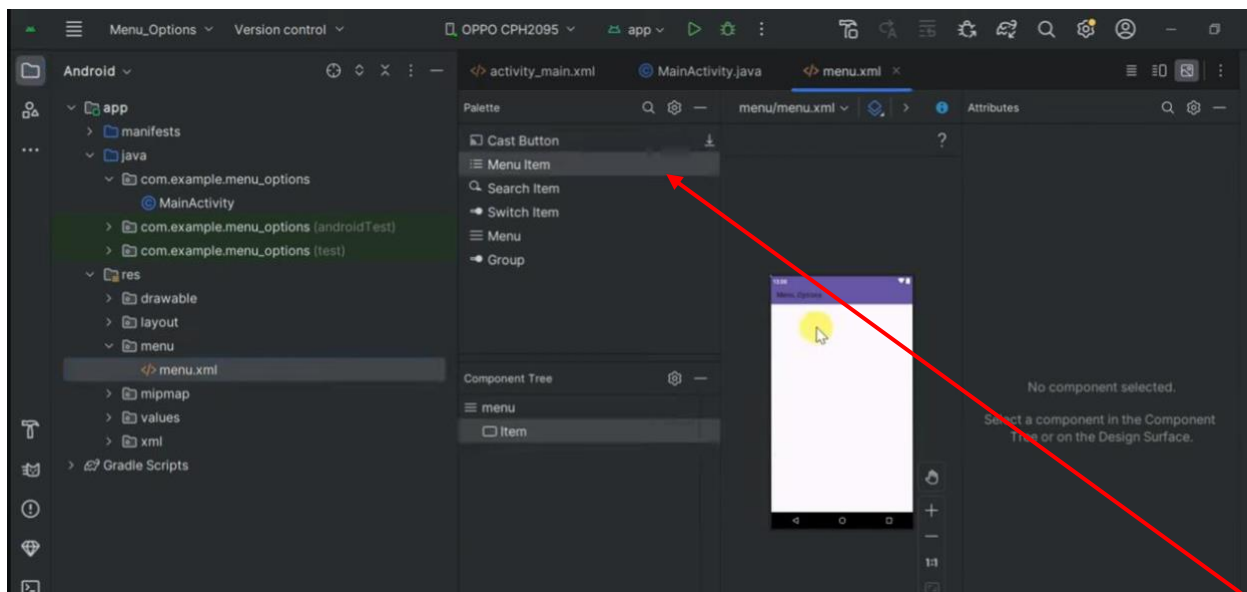 Menu_Options Version control OPPO CPH2095 app
Android
activity_main.xml MainActivity.java menu.xml
app
manifests
java
com.example.menu_options
MainActivity
com.example.menu_options (androidTest)
com.example.menu_options (test)
res
drawable
layout
menu
menu.xml
mipmap
values
xml
Gradle Scripts
Palette
Cast Button
Menu Item
Search Item
Switch Item
Menu
Group
Component Tree
menu
Item
menu/menu.xml
?
Menu_Options
1:1
Attributes
No component selected.
Select a component in the Component
Tree or on the Design Surface.